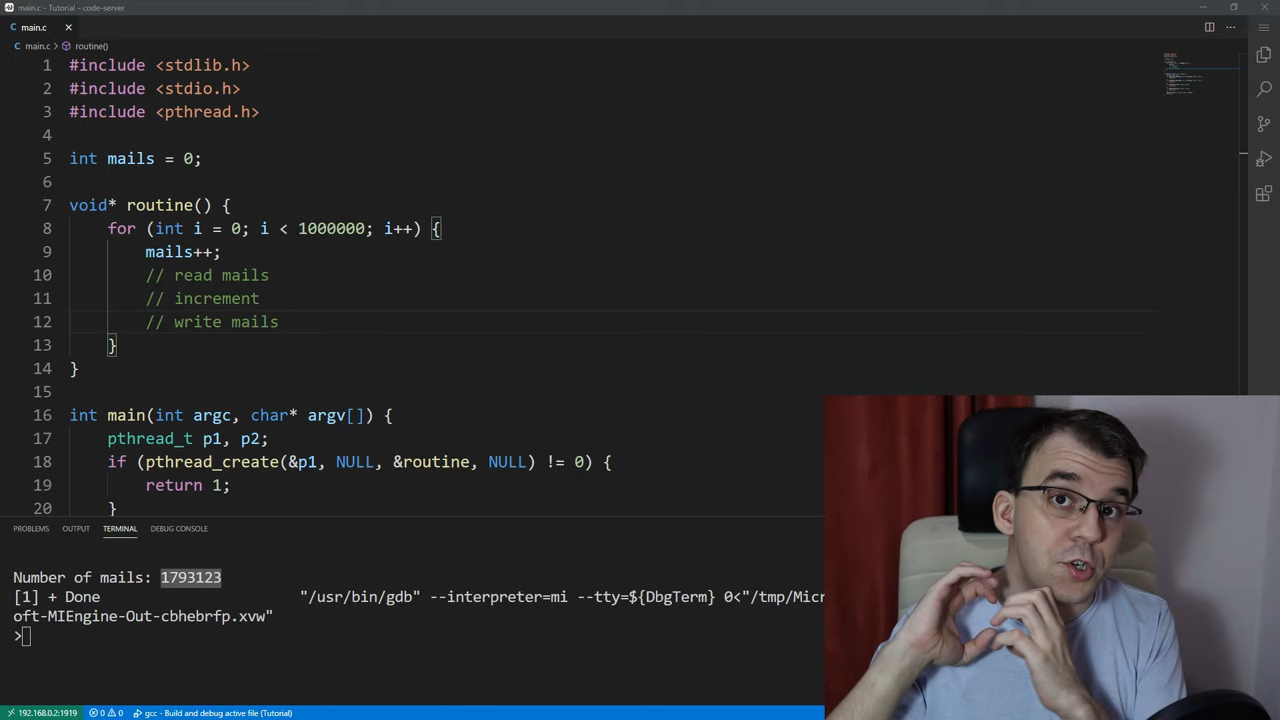 main.c - Tutorial - code-server
main.c
main.c > routine()
1 #include <stdlib.h>
2 #include <stdio.h>
3 #include <pthread.h>
4
5 int mails = 0;
6
7 void* routine() {
8 for (int i = 0; i < 1000000; i++) {
9 mails++;
10 // read mails
11 // increment
12 // write mails
13 }
14 }
15
16 int main(int argc, char* argv[]) {
17 pthread_t p1, p2;
18 if (pthread_create(&p1, NULL, &routine, NULL) != 0) {
19 return 1;
20 }
PROBLEMS OUTPUT TERMINAL DEBUG CONSOLE
Number of mails: 1793123
[1] + Done "/usr/bin/gdb" --interpreter=mi --tty=${DbgTerm} 0<"/tmp/Micr
oft-MIEngine-Out-cbhebrfp.xvw"
>
192.168.0.2:1919 0 0 gcc - Build and debug active file (Tutorial)